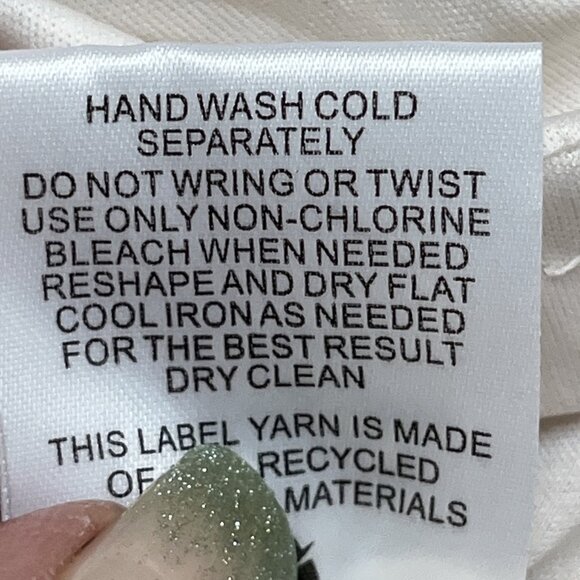 HAND WASH COLD
SEPARATELY
DO NOT WRING OR TWIST
USE ONLY NON-CHLORINE
BLEACH WHEN NEEDED
RESHAPE AND DRY FLAT
COOL IRON AS NEEDED
FOR THE BEST RESULT
DRY CLEAN
THIS LABEL YARN IS MADE
OF RECYCLED
MATERIALS